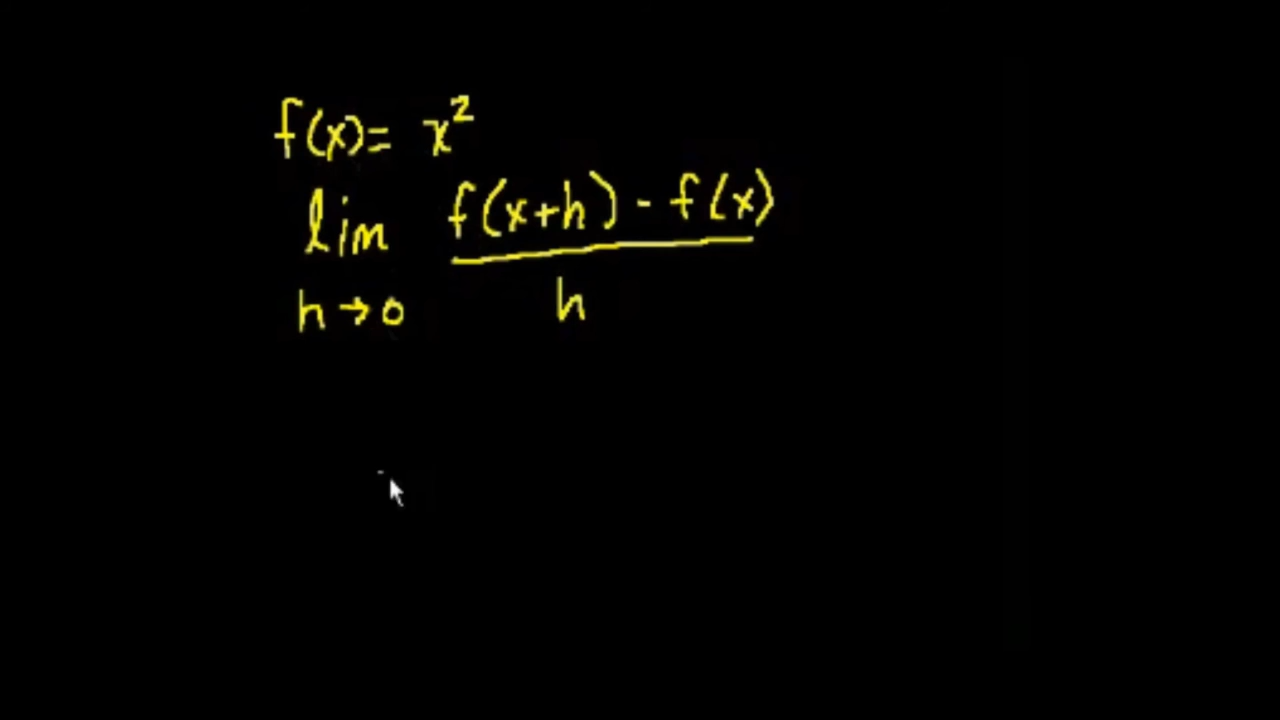 f(x)= x²
lim f(x+h) - f(x)
h→0 h